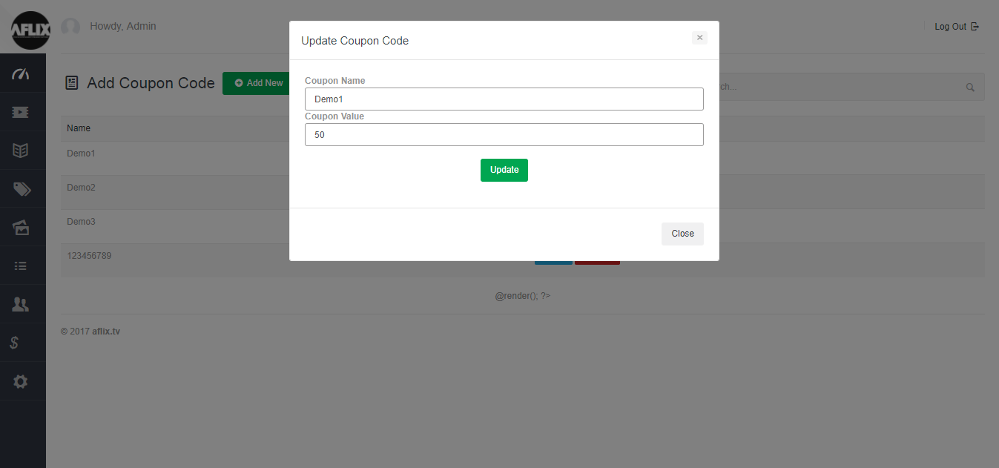 AFLIX
Howdy, Admin
Log Out
Update Coupon Code
×
Add Coupon Code
Add New
Coupon Name
Demo1
Coupon Value
50
Update
Close
Name
Demo1
Demo2
Demo3
123456789
@render(); ?>
© 2017 aflix.tv